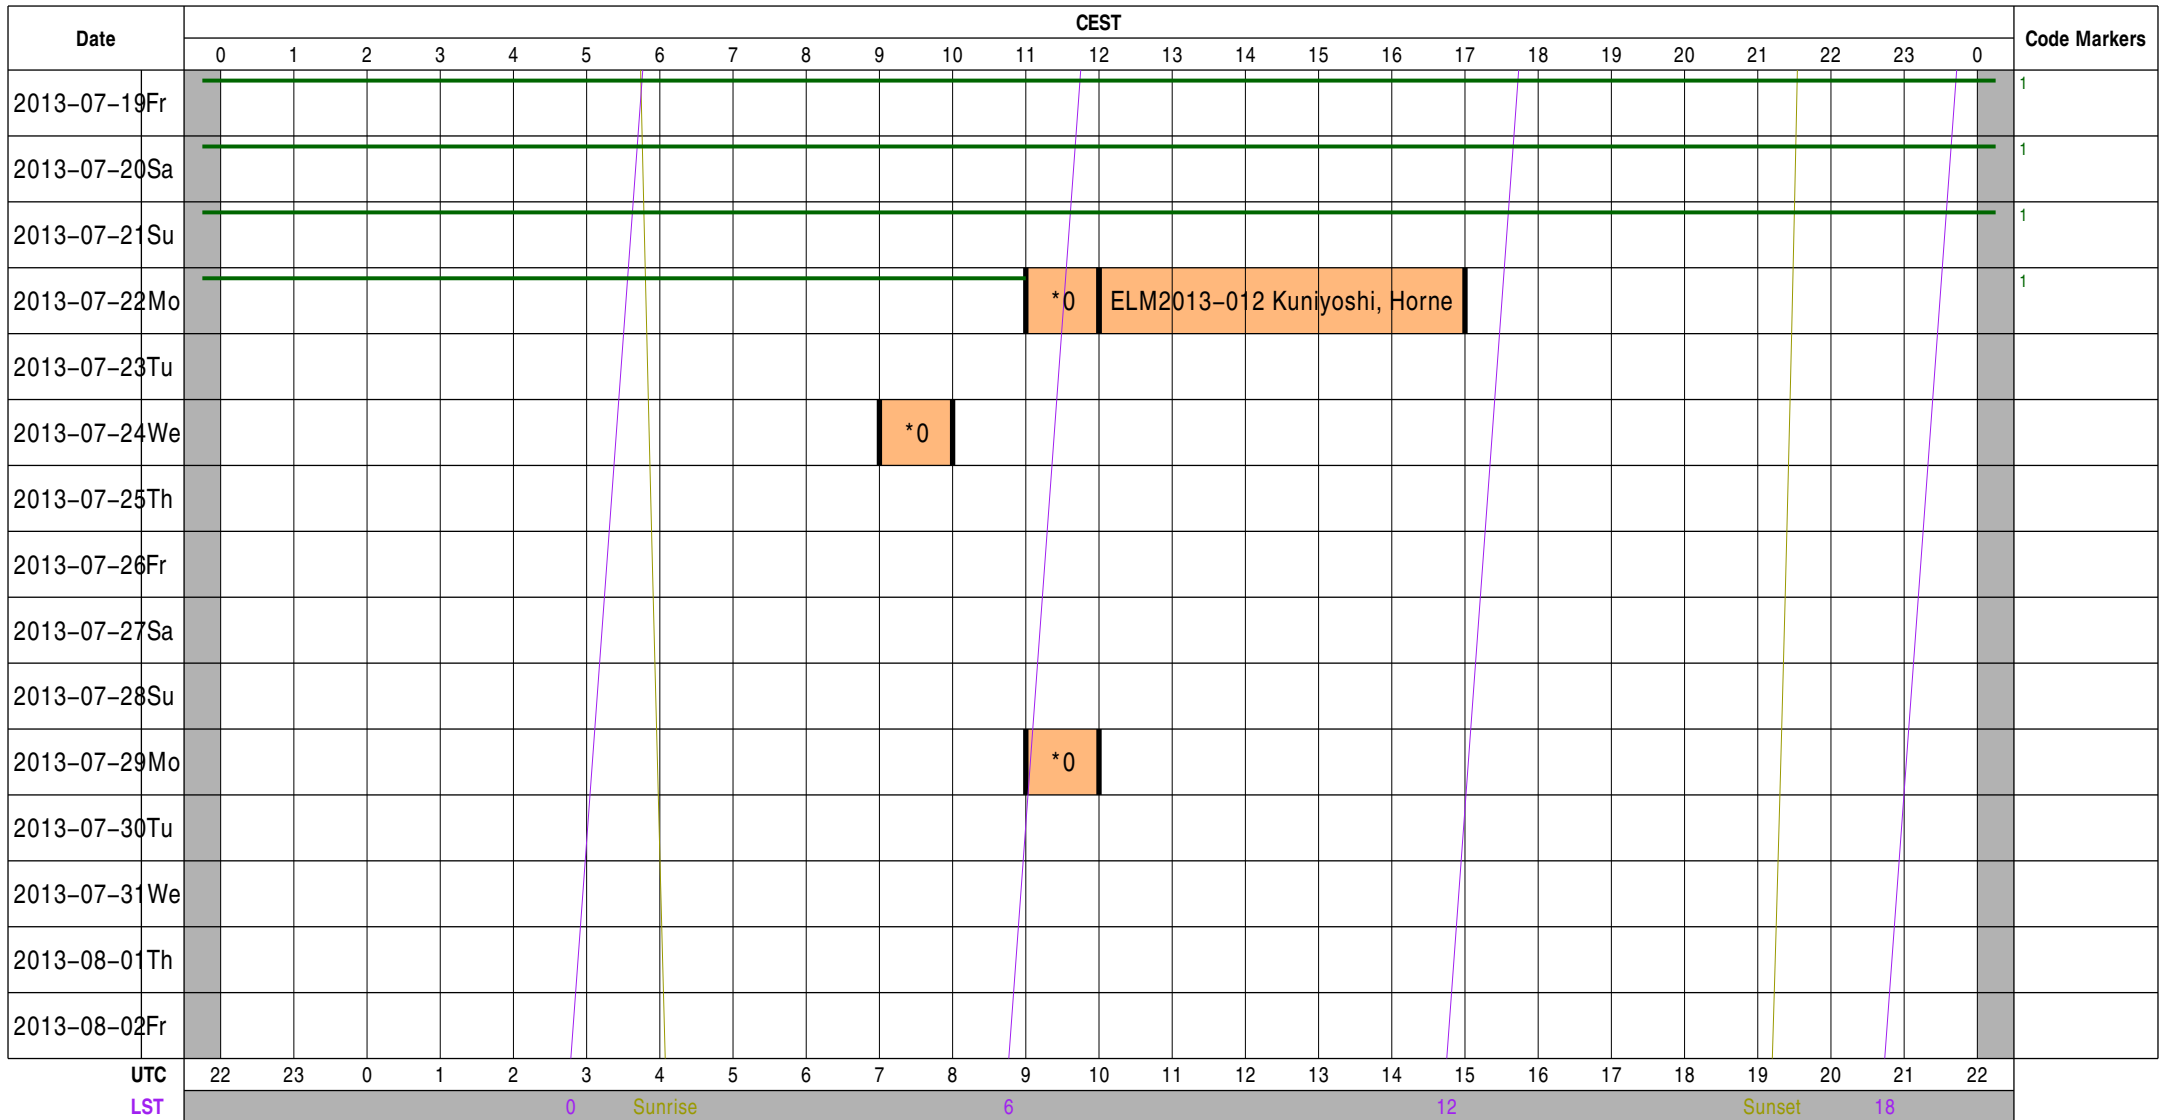 Date CEST Code Markers
0 1 2 3 4 5 6 7 8 9 10 11 12 13 14 15 16 17 18 19 20 21 22 23 0
2013-07-19Fr 1
2013-07-20Sa 1
2013-07-21Su 1
2013-07-22Mo *0 ELM2013-012 Kuniyoshi, Horne 1
2013-07-23Tu
2013-07-24We *0
2013-07-25Th
2013-07-26Fr
2013-07-27Sa
2013-07-28Su
2013-07-29Mo *0
2013-07-30Tu
2013-07-31We
2013-08-01Th
2013-08-02Fr
UTC 22 23 0 1 2 3 4 5 6 7 8 9 10 11 12 13 14 15 16 17 18 19 20 21 22
LST 0 Sunrise 6 12 Sunset 18